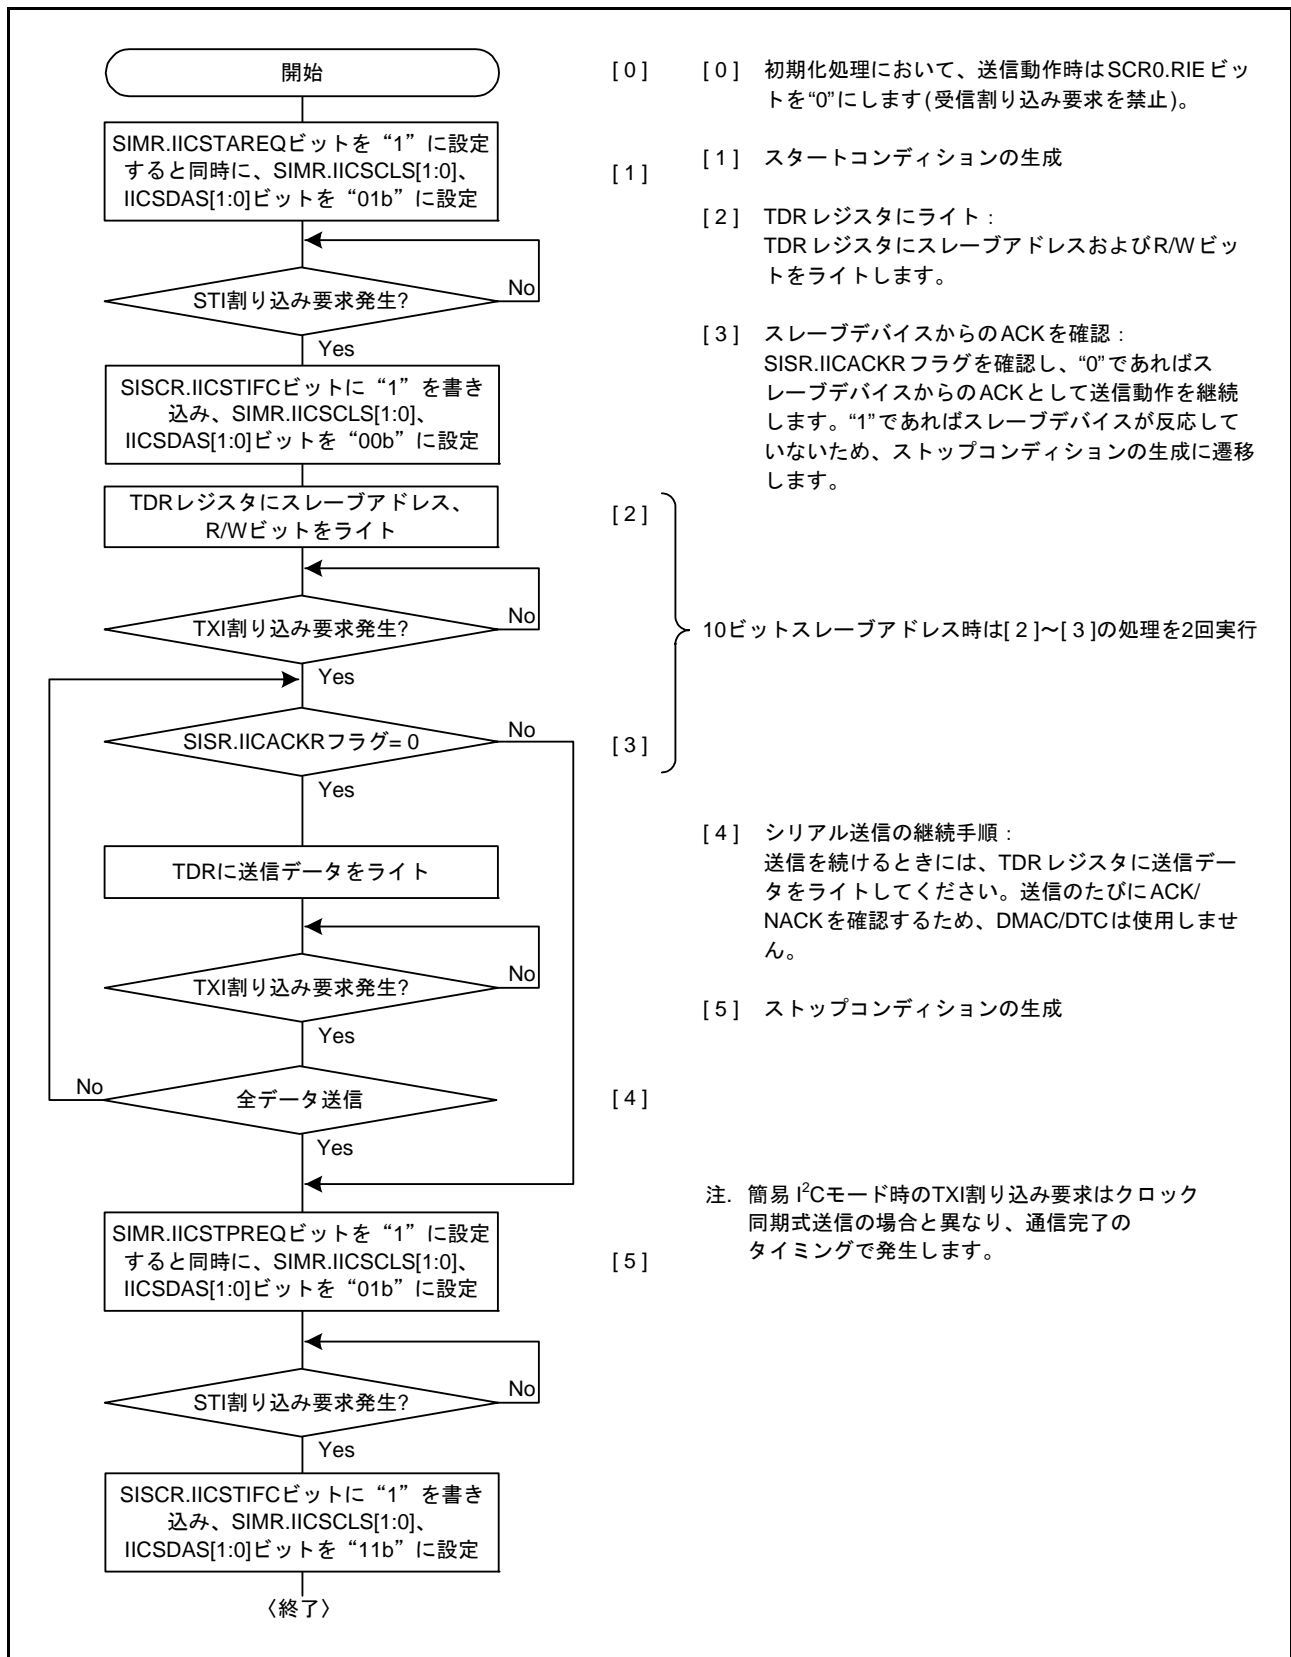 開始
[ 0 ]
SIMR.IICSTAREQビットを“1”に設定
すると同時に、SIMR.IICSCLS[1:0]、
IICSDAS[1:0]ビットを“01b”に設定
[ 1 ]
STI割り込み要求発生?
No
Yes
SISCR.IICSTIFCビットに“1”を書き
込み、SIMR.IICSCLS[1:0]、
IICSDAS[1:0]ビットを“00b”に設定
TDRレジスタにスレーブアドレス、
R/Wビットをライト
[ 2 ]
TXI割り込み要求発生?
No
Yes
SISR.IICACKRフラグ= 0
No
[ 3 ]
Yes
10ビットスレーブアドレス時は[ 2 ]～[ 3 ]の処理を2回実行
TDRに送信データをライト
TXI割り込み要求発生?
No
Yes
全データ送信
No
[ 4 ]
Yes
SIMR.IICSTPREQビットを“1”に設定
すると同時に、SIMR.IICSCLS[1:0]、
IICSDAS[1:0]ビットを“01b”に設定
[ 5 ]
STI割り込み要求発生?
No
Yes
SISCR.IICSTIFCビットに“1”を書き
込み、SIMR.IICSCLS[1:0]、
IICSDAS[1:0]ビットを“11b”に設定
〈終了〉
[ 0 ] 初期化処理において、送信動作時はSCR0.RIEビッ
トを“0”にします(受信割り込み要求を禁止)。
[ 1 ] スタートコンディションの生成
[ 2 ] TDRレジスタにライト：
TDRレジスタにスレーブアドレスおよびR/Wビッ
トをライトします。
[ 3 ] スレーブデバイスからのACKを確認：
SISR.IICACKRフラグを確認し、“0”であればス
レーブデバイスからのACKとして送信動作を継続
します。“1”であればスレーブデバイスが反応して
いないため、ストップコンディションの生成に遷移
します。
[ 4 ] シリアル送信の継続手順：
送信を続けるときには、TDRレジスタに送信デー
タをライトしてください。送信のたびにACK/
NACKを確認するため、DMAC/DTCは使用しませ
ん。
[ 5 ] ストップコンディションの生成
注. 簡易 I²Cモード時のTXI割り込み要求はクロック
同期式送信の場合と異なり、通信完了の
タイミングで発生します。